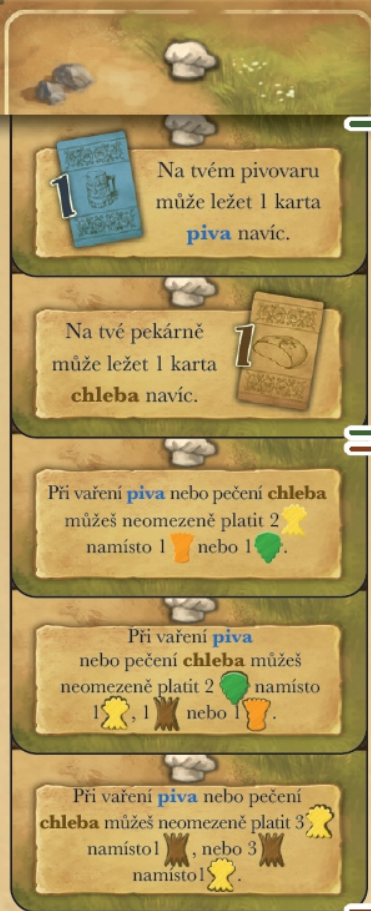 1
Na tvém pivovaru
může ležet 1 karta
piva navíc.
Na tvé pekárně
může ležet 1 karta
chleba navíc.
1
Při vaření piva nebo pečení chleba
můžeš neomezeně platit 2
namísto 1 nebo 1 .
Při vaření piva
nebo pečení chleba můžeš
neomezeně platit 2 namísto
1 , 1 nebo 1 .
Při vaření piva nebo pečení
chleba můžeš neomezeně platit 3
namísto1 , nebo 3
namísto1 .